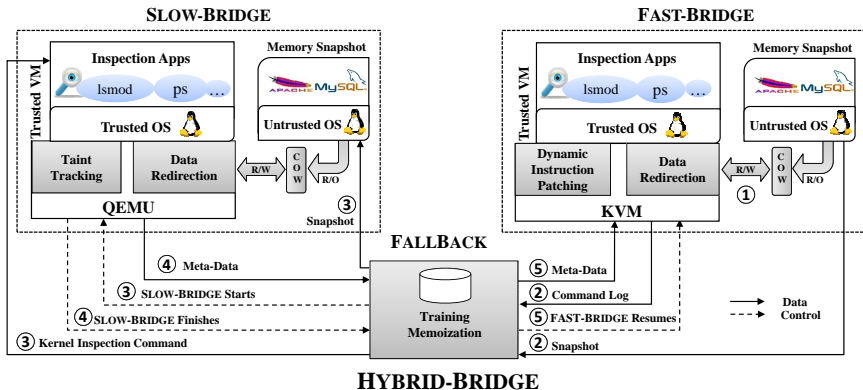 SLOW-BRIDGE
Trusted VM
Inspection Apps
lsmod
ps
...
Trusted OS
Taint
Tracking
Data
Redirection
QEMU
Memory Snapshot
APACHE
MySQL
Untrusted OS
R/W
COW
R/O
③
Snapshot
FAST-BRIDGE
Trusted VM
Inspection Apps
lsmod
ps
...
Trusted OS
Dynamic
Instruction
Patching
Data
Redirection
KVM
Memory Snapshot
APACHE
MySQL
Untrusted OS
R/W
①
COW
R/O
FALLBACK
Training
Memoization
④ Meta-Data
③ SLOW-BRIDGE Starts
④ SLOW-BRIDGE Finishes
③ Kernel Inspection Command
⑤ Meta-Data
② Command Log
⑤ FAST-BRIDGE Resumes
② Snapshot
Data
Control
HYBRID-BRIDGE